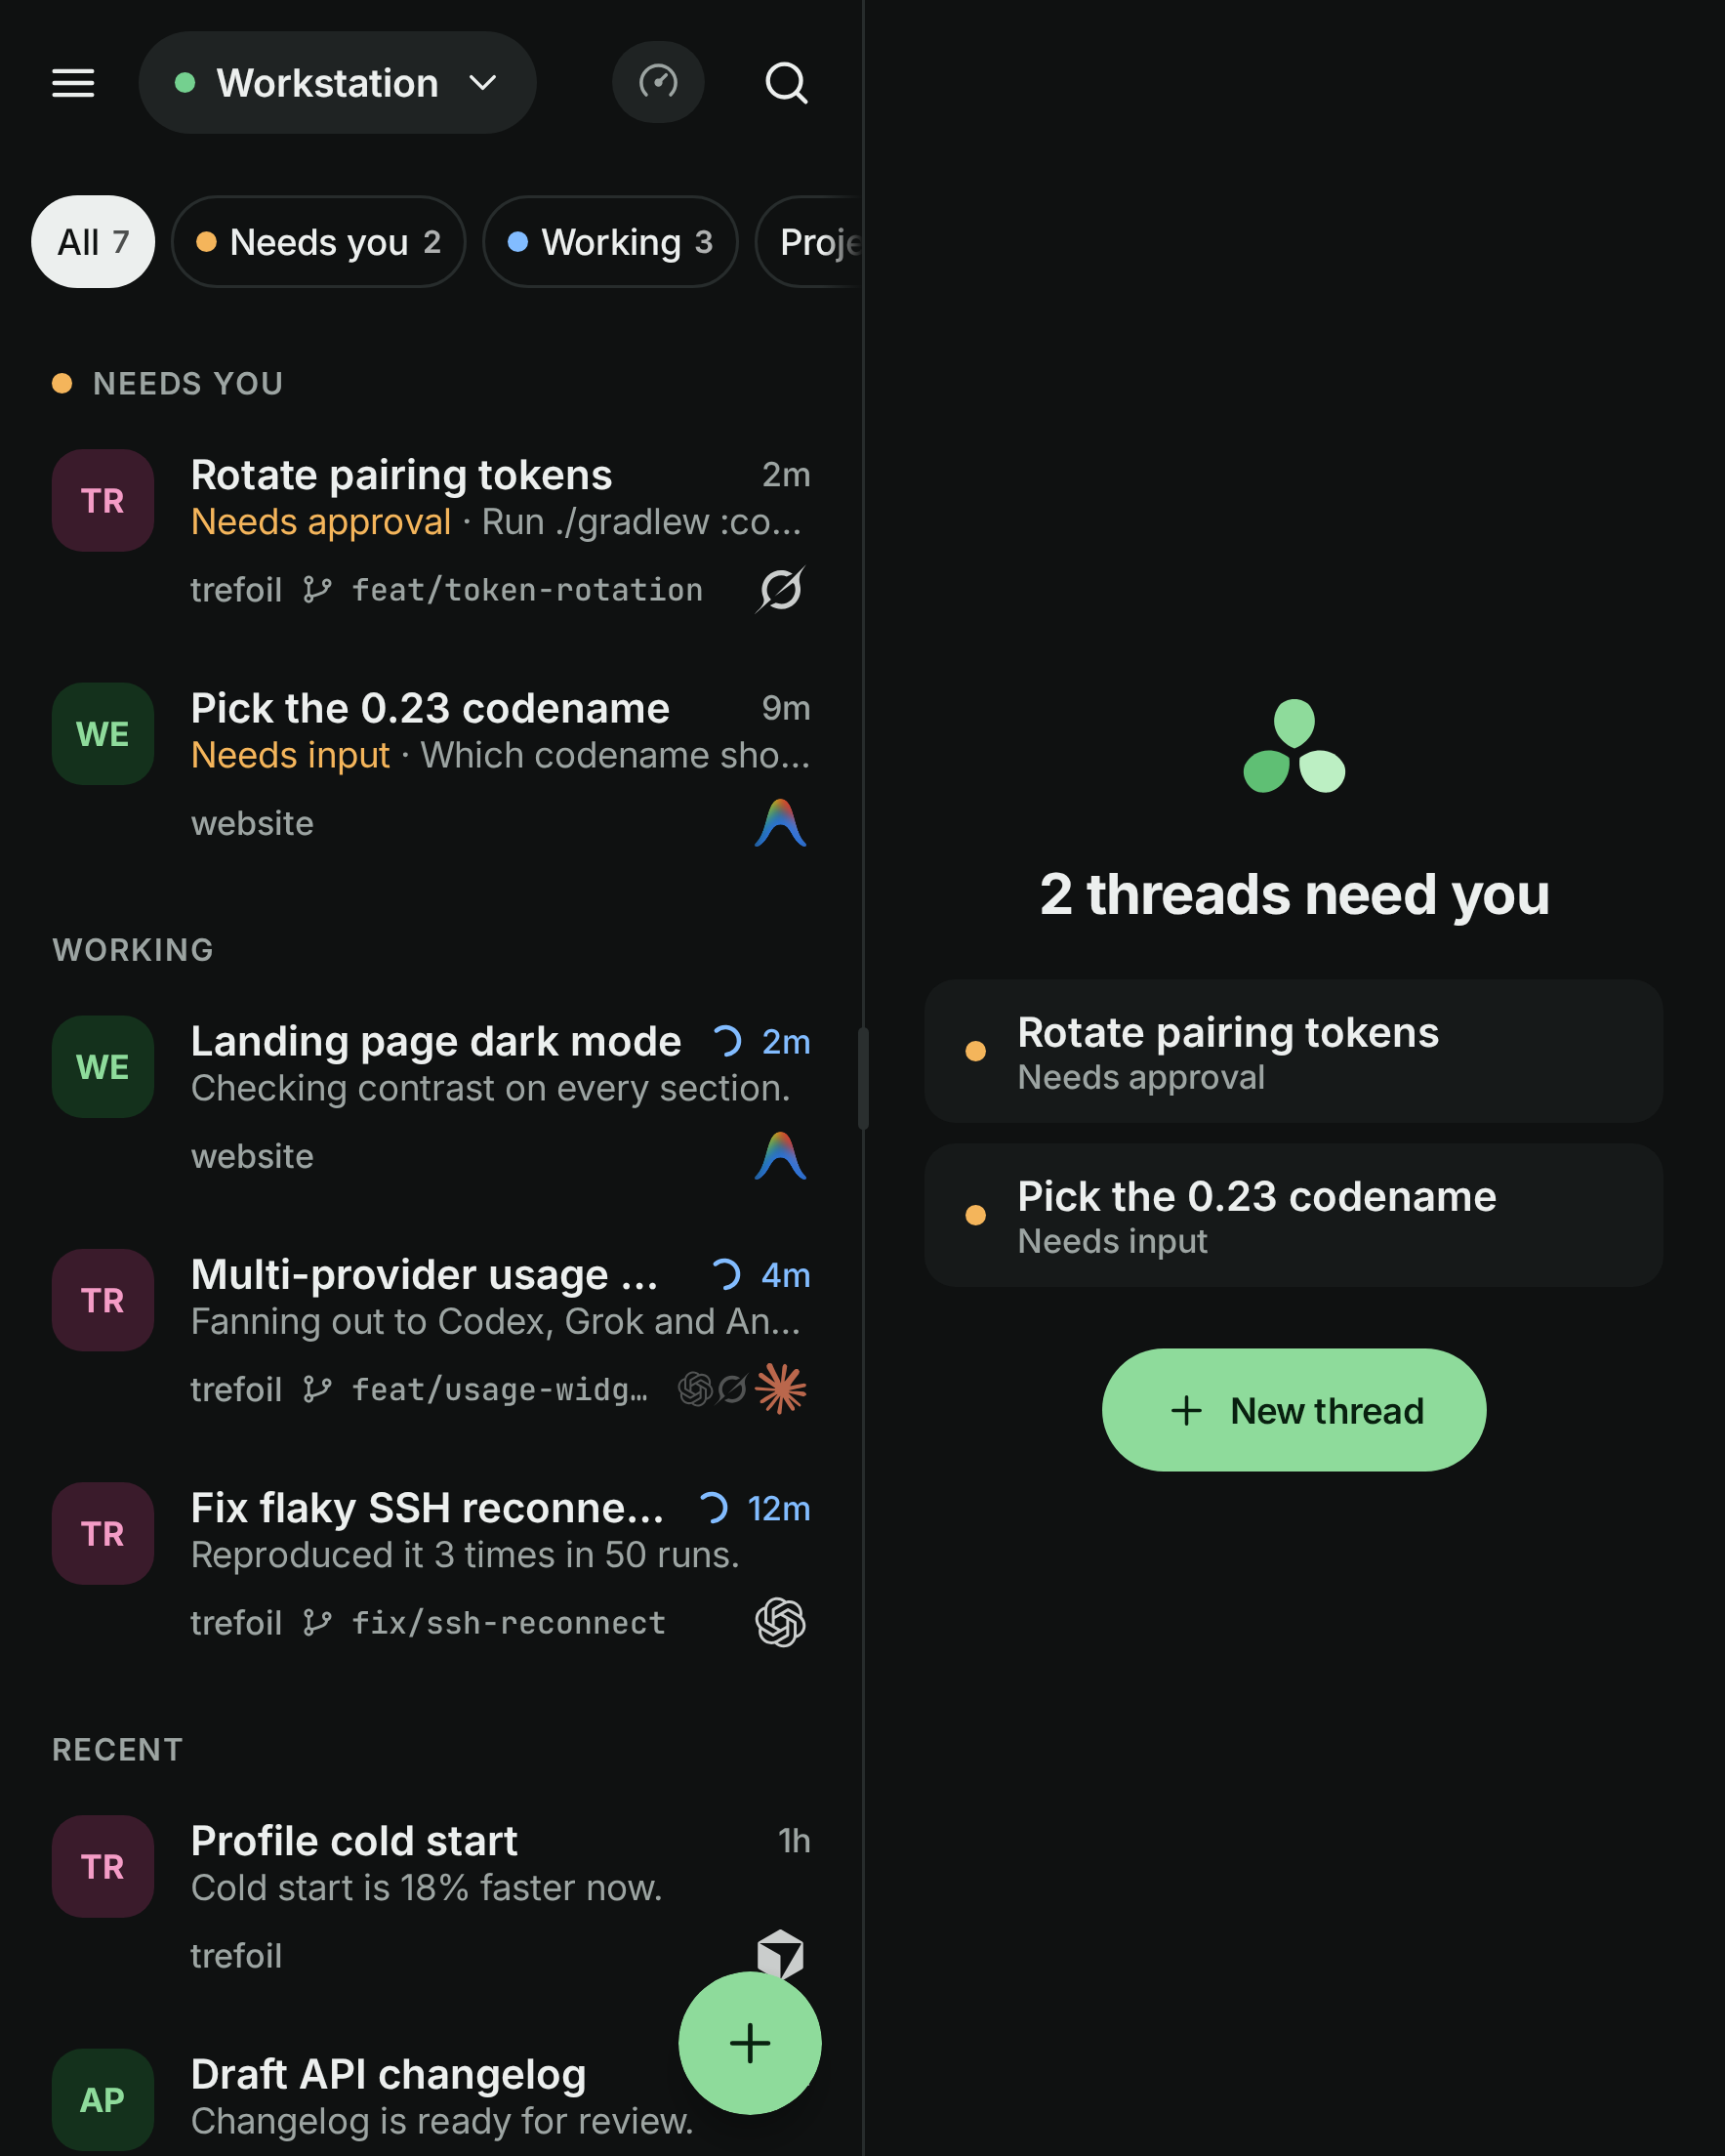 Workstation
All 7
Needs you 2
Working 3
Proje
NEEDS YOU
TR
Rotate pairing tokens
2m
Needs approval · Run ./gradlew :co...
trefoil feat/token-rotation
WE
Pick the 0.23 codename
9m
Needs input · Which codename sho...
website
WORKING
WE
Landing page dark mode
2m
Checking contrast on every section.
website
TR
Multi-provider usage ...
4m
Fanning out to Codex, Grok and An...
trefoil feat/usage-widg…
TR
Fix flaky SSH reconne...
12m
Reproduced it 3 times in 50 runs.
trefoil fix/ssh-reconnect
RECENT
TR
Profile cold start
1h
Cold start is 18% faster now.
trefoil
AP
Draft API changelog
Changelog is ready for review.
2 threads need you
Rotate pairing tokens
Needs approval
Pick the 0.23 codename
Needs input
New thread